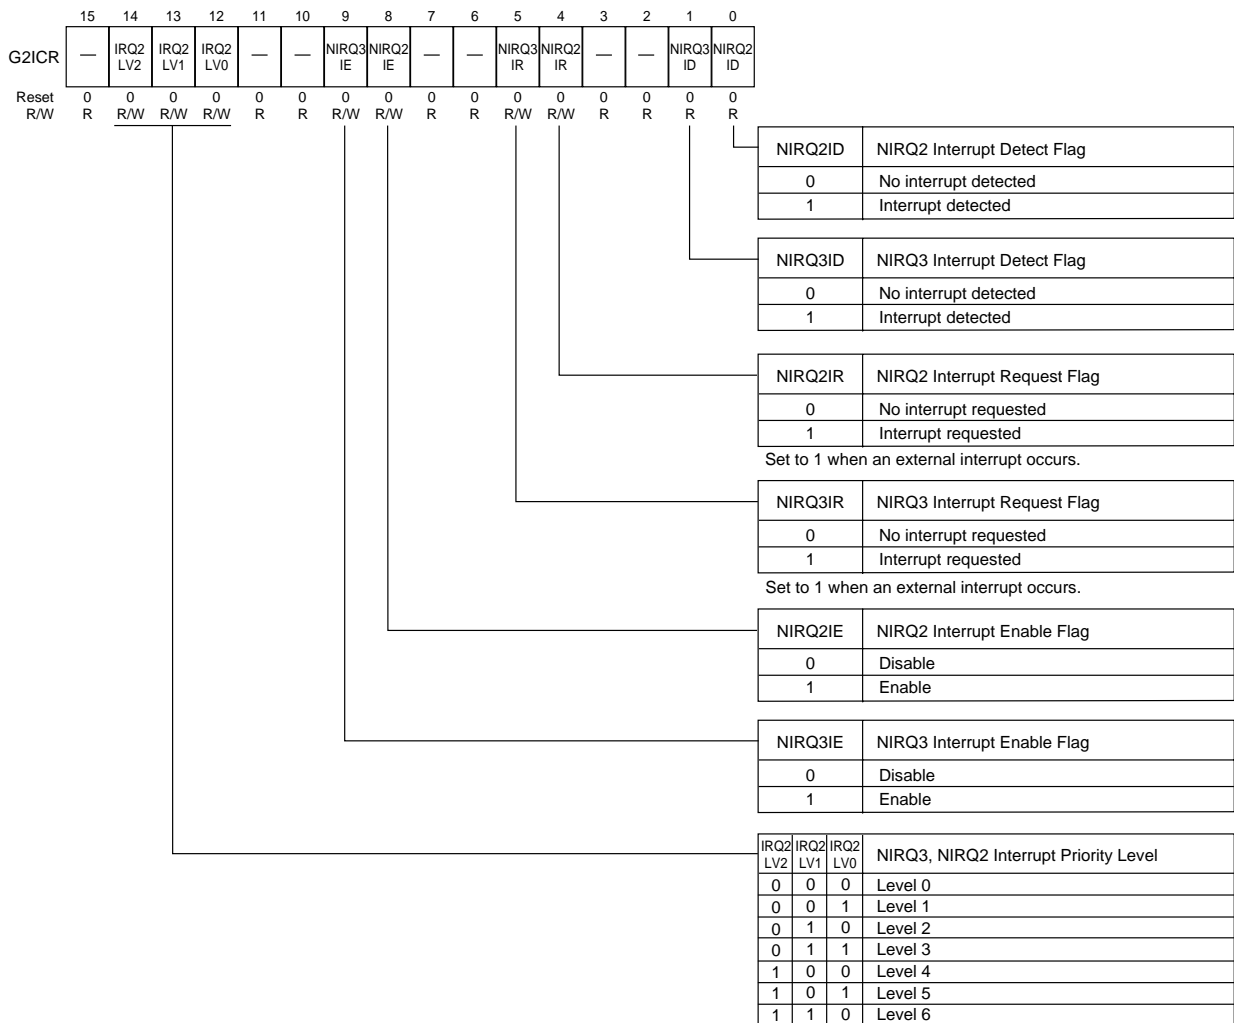 15 14 13 12 11 10 9 8 7 6 5 4 3 2 1 0
G2ICR — IRQ2 LV2 IRQ2 LV1 IRQ2 LV0 — — NIRQ3 IE NIRQ2 IE — — NIRQ3 IR NIRQ2 IR — — NIRQ3 ID NIRQ2 ID
Reset 0 0 0 0 0 0 0 0 0 0 0 0 0 0 0 0
R/W R R/W R/W R/W R R R/W R/W R R R/W R/W R R R R
NIRQ2ID NIRQ2 Interrupt Detect Flag
0 No interrupt detected
1 Interrupt detected
NIRQ3ID NIRQ3 Interrupt Detect Flag
0 No interrupt detected
1 Interrupt detected
NIRQ2IR NIRQ2 Interrupt Request Flag
0 No interrupt requested
1 Interrupt requested
Set to 1 when an external interrupt occurs.
NIRQ3IR NIRQ3 Interrupt Request Flag
0 No interrupt requested
1 Interrupt requested
Set to 1 when an external interrupt occurs.
NIRQ2IE NIRQ2 Interrupt Enable Flag
0 Disable
1 Enable
NIRQ3IE NIRQ3 Interrupt Enable Flag
0 Disable
1 Enable
IRQ2 LV2 IRQ2 LV1 IRQ2 LV0 NIRQ3, NIRQ2 Interrupt Priority Level
0 0 0 Level 0
0 0 1 Level 1
0 1 0 Level 2
0 1 1 Level 3
1 0 0 Level 4
1 0 1 Level 5
1 1 0 Level 6